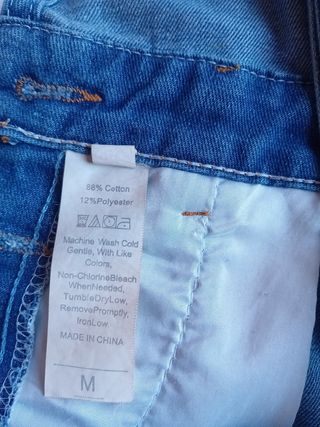 88% Cotton
12%Polyester
Machine Wash Cold
Gentle, With Like
Colors,
Non-ChlorineBleach
WhenNeeded,
TumbleDryLow,
RemovePromptly,
IronLow
MADE IN CHINA
M